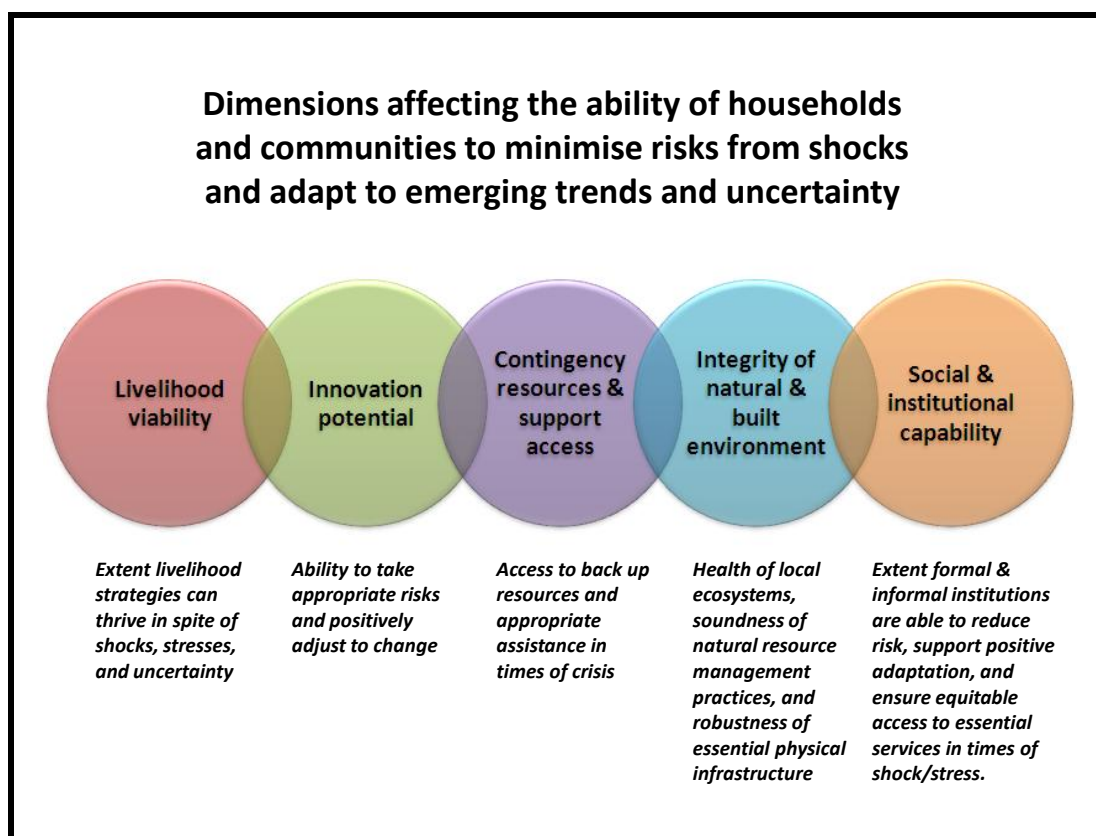 Dimensions affecting the ability of households
and communities to minimise risks from shocks
and adapt to emerging trends and uncertainty
Livelihood
viability
Innovation
potential
Contingency
resources &
support
access
Integrity of
natural &
built
environment
Social &
institutional
capability
Extent livelihood
strategies can
thrive in spite of
shocks, stresses,
and uncertainty
Ability to take
appropriate risks
and positively
adjust to change
Access to back up
resources and
appropriate
assistance in
times of crisis
Health of local
ecosystems,
soundness of
natural resource
management
practices, and
robustness of
essential physical
infrastructure
Extent formal &
informal institutions
are able to reduce
risk, support positive
adaptation, and
ensure equitable
access to essential
services in times of
shock/stress.